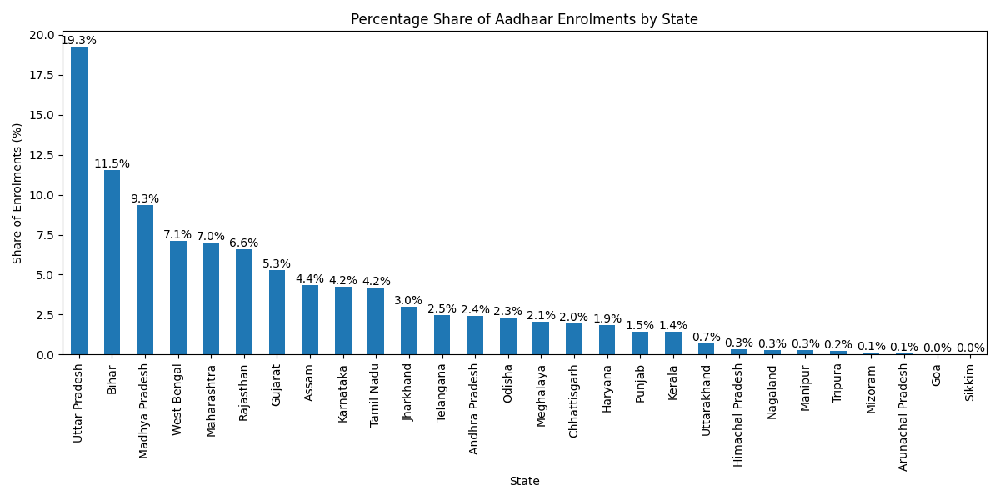 Percentage Share of Aadhaar Enrolments by State
Share of Enrolments (%)
20.0
17.5
15.0
12.5
10.0
7.5
5.0
2.5
0.0
19.3%
11.5%
9.3%
7.1%
7.0%
6.6%
5.3%
4.4%
4.2%
4.2%
3.0%
2.5%
2.4%
2.3%
2.1%
2.0%
1.9%
1.5%
1.4%
0.7%
0.3%
0.3%
0.3%
0.2%
0.1%
0.1%
0.0%
0.0%
Uttar Pradesh
Bihar
Madhya Pradesh
West Bengal
Maharashtra
Rajasthan
Gujarat
Assam
Karnataka
Tamil Nadu
Jharkhand
Telangana
Andhra Pradesh
Odisha
Meghalaya
Chhattisgarh
Haryana
Punjab
Kerala
Uttarakhand
Himachal Pradesh
Nagaland
Manipur
Tripura
Mizoram
Arunachal Pradesh
Goa
Sikkim
State